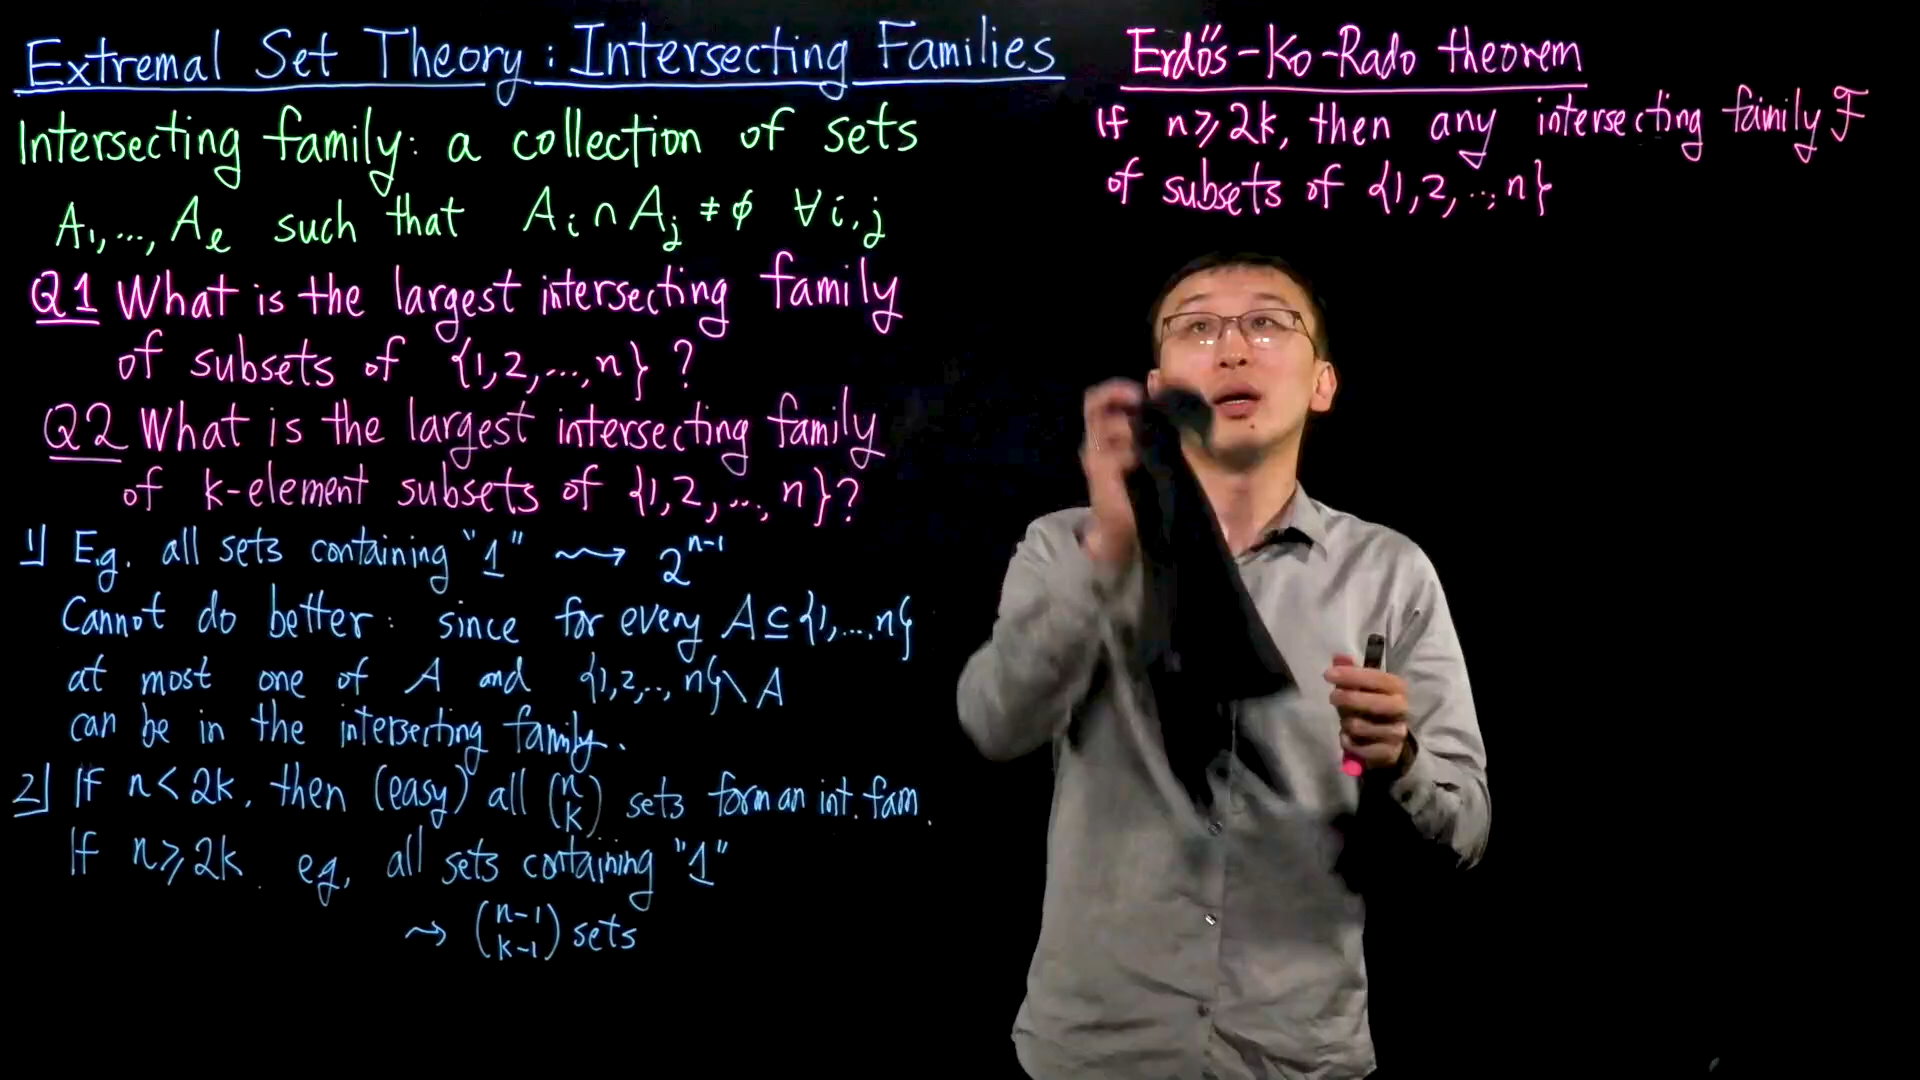 Extremal Set Theory: Intersecting Families
Intersecting family: a collection of sets
A₁,..., Aₑ such that Aᵢ ∩ Aⱼ ≠ ∅ ∀i,j
Q1 What is the largest intersecting family
of subsets of {1,2,...,n}?
Q2 What is the largest intersecting family
of k-element subsets of {1,2,...,n}?
1) E.g. all sets containing "1" ⟿ 2ⁿ⁻¹
Cannot do better: since for every A⊆{1,...,n}
at most one of A and {1,2,..,n}\A
can be in the intersecting family.
2) If n<2k, then (easy) all (n k) sets form an int. fam.
If n≥2k. eg, all sets containing "1"
⟿ (n-1 k-1) sets
Erdős-Ko-Rado theorem
If n≥2k, then any intersecting family ℱ
of subsets of {1,2,..,n}